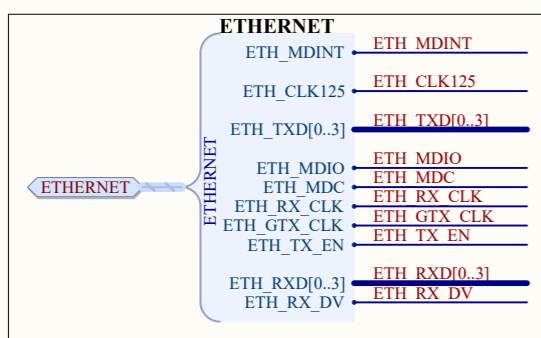 ETHERNET
ETH_MDINT ETH_MDINT
ETH_CLK125 ETH_CLK125
ETH_TXD[0..3] ETH_TXD[0..3]
ETH_MDIO ETH_MDIO
ETH_MDC ETH_MDC
ETHERNET
ETHERNET
ETH_RX_CLK ETH_RX_CLK
ETH_GTX_CLK ETH_GTX_CLK
ETH_TX_EN ETH_TX_EN
ETH_RXD[0..3] ETH_RXD[0..3]
ETH_RX_DV ETH_RX_DV